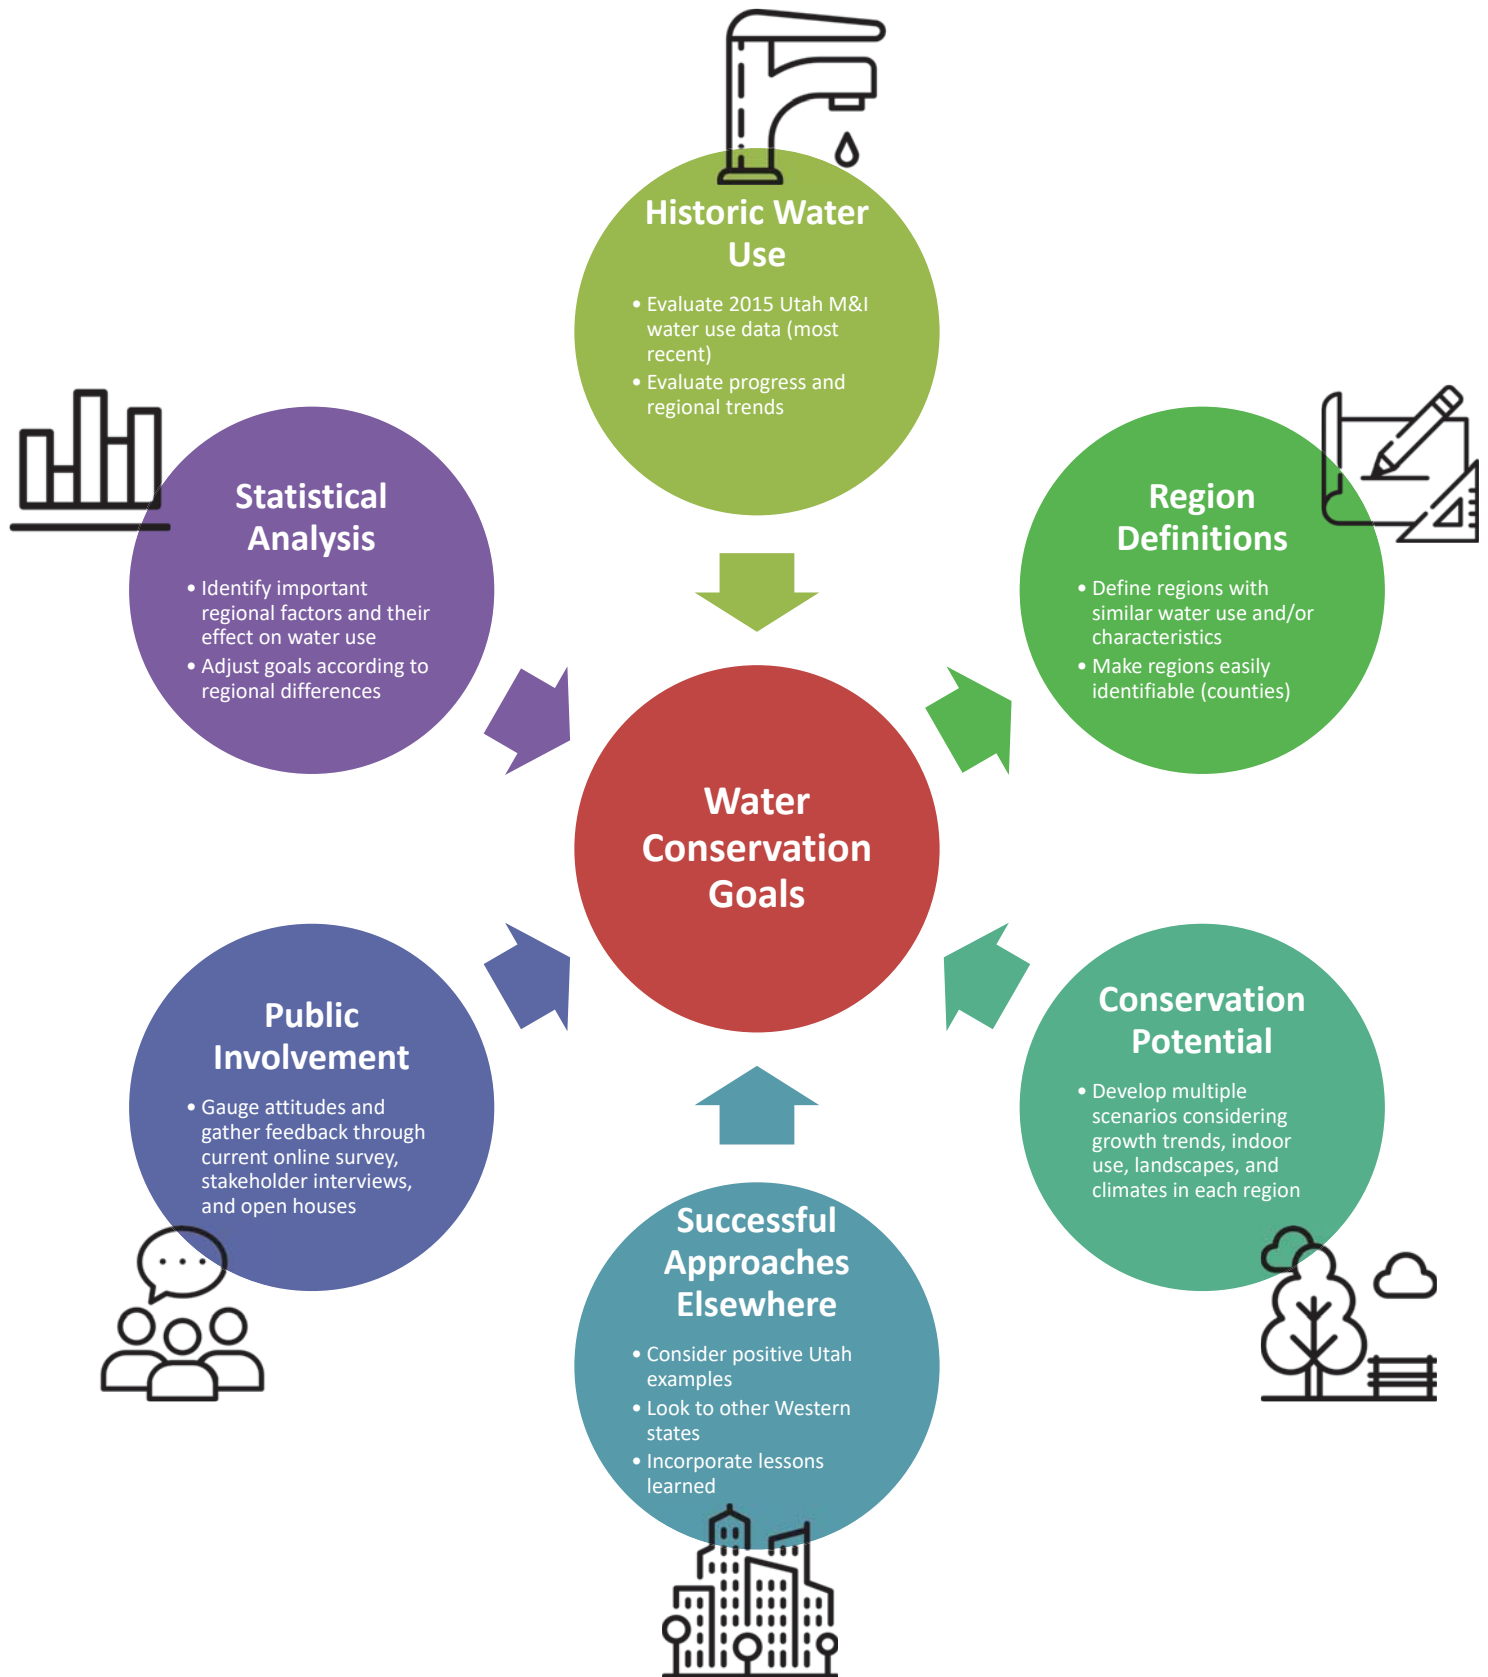 Historic Water
Use
• Evaluate 2015 Utah M&I
water use data (most
recent)
• Evaluate progress and
regional trends
Statistical
Analysis
• Identify important
regional factors and their
effect on water use
• Adjust goals according to
regional differences
Region
Definitions
• Define regions with
similar water use and/or
characteristics
• Make regions easily
identifiable (counties)
Water
Conservation
Goals
Public
Involvement
• Gauge attitudes and
gather feedback through
current online survey,
stakeholder interviews,
and open houses
Conservation
Potential
• Develop multiple
scenarios considering
growth trends, indoor
use, landscapes, and
climates in each region
Successful
Approaches
Elsewhere
• Consider positive Utah
examples
• Look to other Western
states
• Incorporate lessons
learned